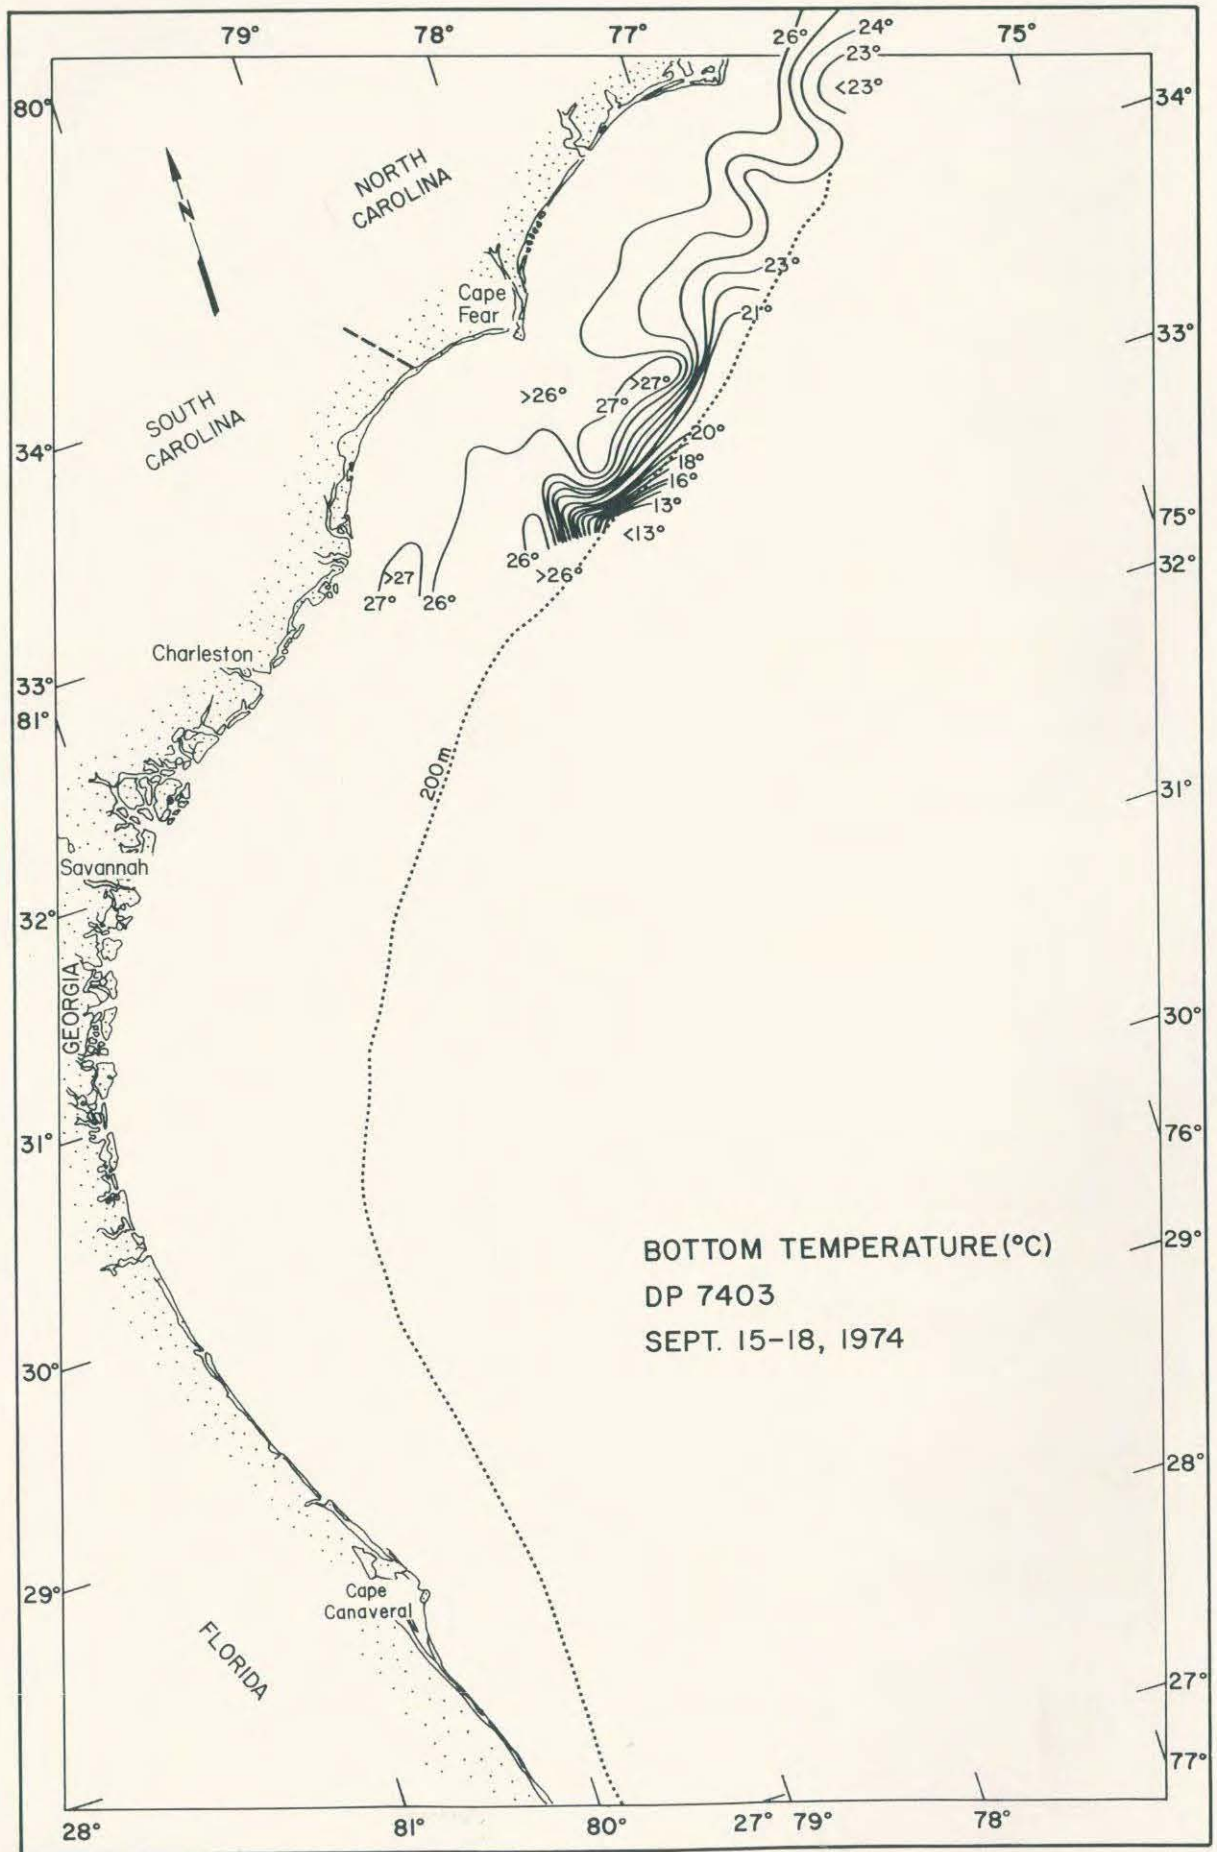 79° 78° 77° 26° 24° 75°
23°
<23°
80° 34°
N
NORTH
CAROLINA
23°
Cape
Fear
21°
33°
>27°
>26°
27°
SOUTH
CAROLINA
20°
34°
18°
16°
13°
75°
<13°
26°
32°
>26°
>27
27° 26°
Charleston
33°
81°
200m
31°
Savannah
32°
GEORGIA
30°
31°
76°
29°
BOTTOM TEMPERATURE (°C)
DP 7403
SEPT. 15-18, 1974
30°
28°
29°
Cape
Canaveral
FLORIDA
27°
77°
28° 81° 80° 27° 79° 78°